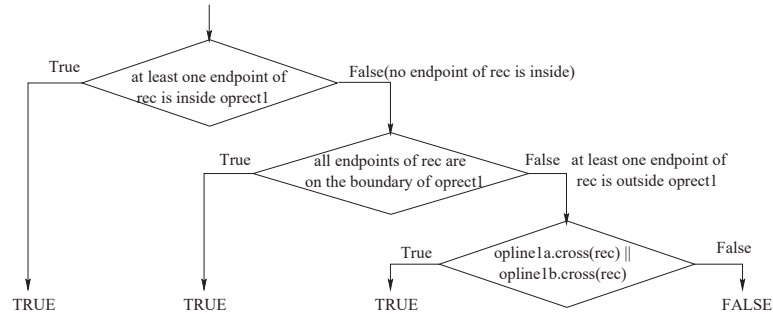 True
at least one endpoint of
rec is inside oprect1
False(no endpoint of rec is inside)
True
all endpoints of rec are
on the boundary of oprect1
False
at least one endpoint of
rec is outside oprect1
True
opline1a.cross(rec) ||
opline1b.cross(rec)
False
TRUE
TRUE
TRUE
FALSE